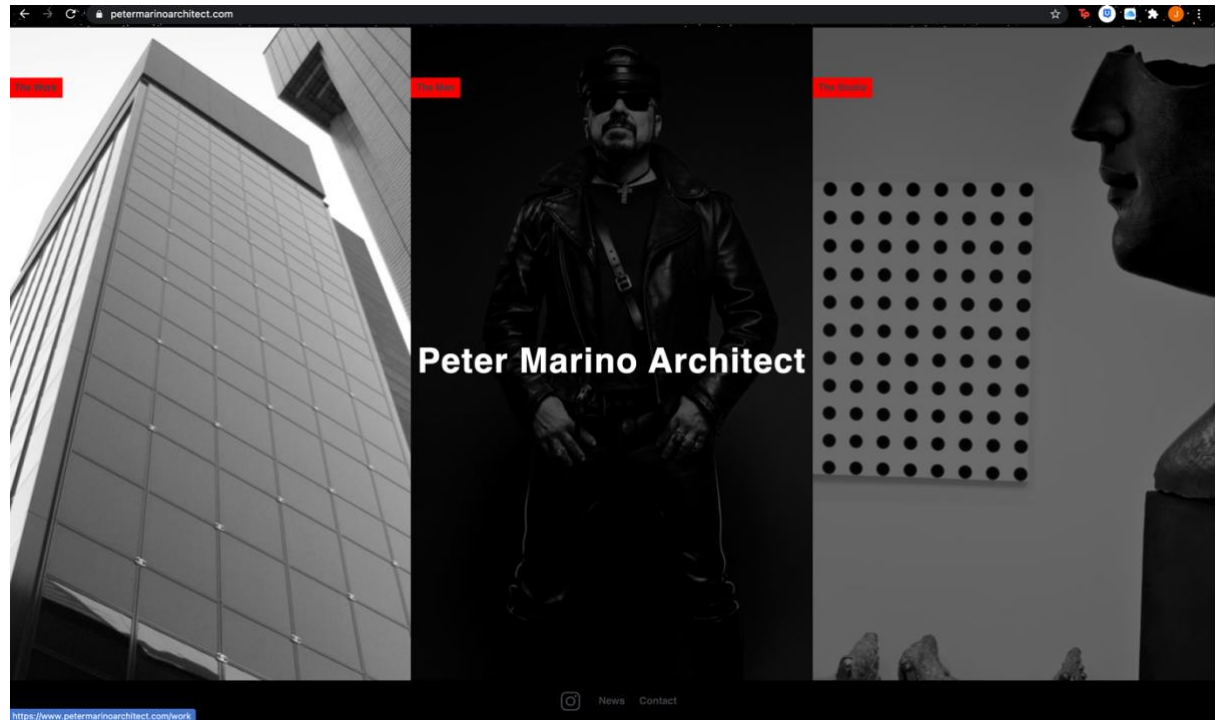 petermarinoarchitect.com
The Work
The Man
The Studio
Peter Marino Architect
News Contact
https://www.petermarinoarchitect.com/work